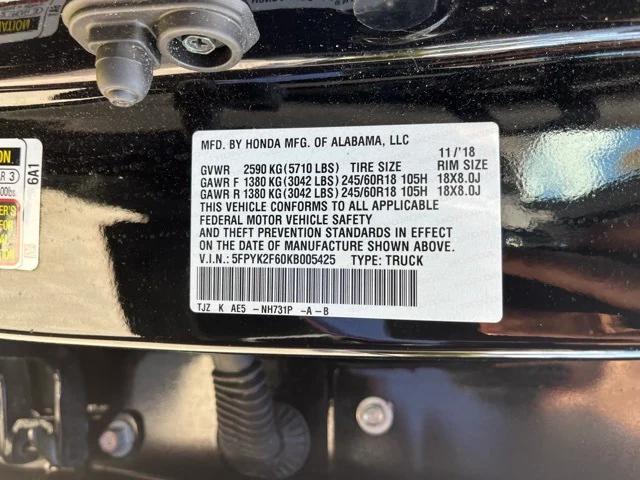 MFD. BY HONDA MFG. OF ALABAMA, LLC
11/'18
GVWR 2590 KG(5710 LBS) TIRE SIZE RIM SIZE
GAWR F 1380 KG(3042 LBS) 245/60R18 105H 18X8.0J
GAWR R 1380 KG(3042 LBS) 245/60R18 105H 18X8.0J
THIS VEHICLE CONFORMS TO ALL APPLICABLE
FEDERAL MOTOR VEHICLE SAFETY
AND THEFT PREVENTION STANDARDS IN EFFECT
ON THE DATE OF MANUFACTURE SHOWN ABOVE.
V.I.N.: 5FPYK2F60KB005425 TYPE: TRUCK
TJZ K AE5 -NH731P -A-B
6A1
R 3